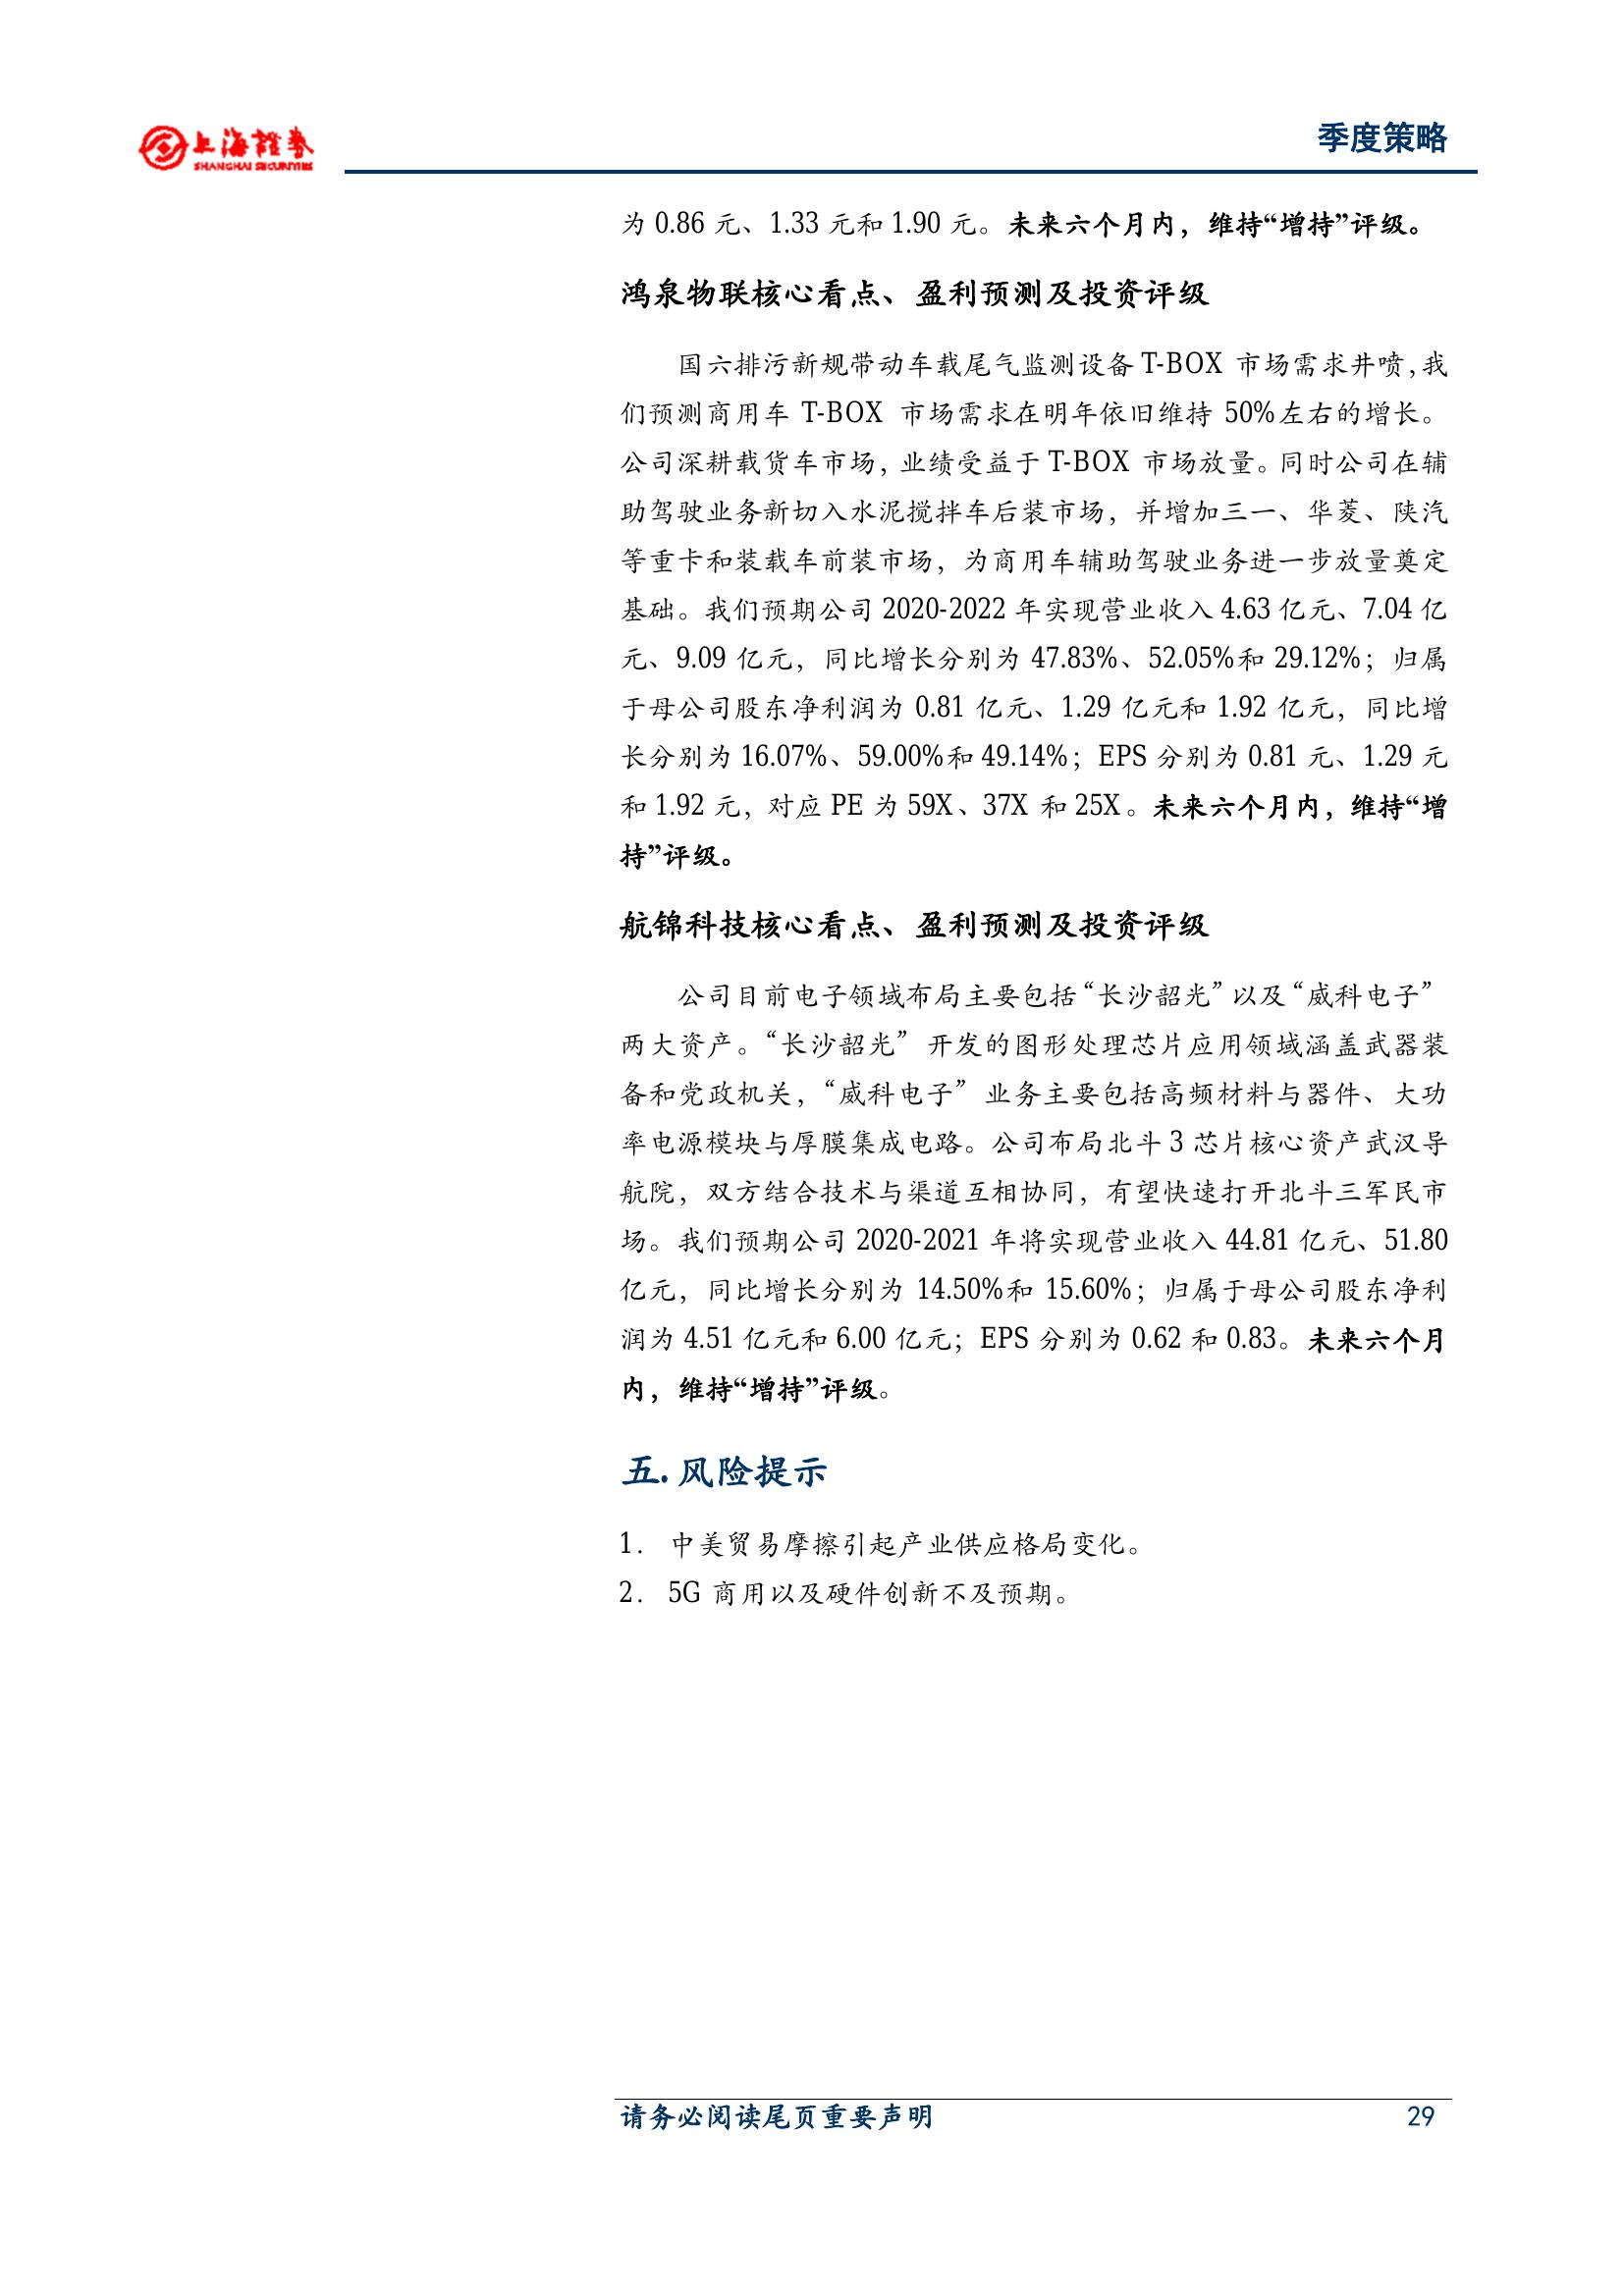 上海證券
SHANGHAI SECURITIES
季度策略
为 0.86 元、1.33 元和 1.90 元。未来六个月内，维持“增持”评级。
鸿泉物联核心看点、盈利预测及投资评级
国六排污新规带动车载尾气监测设备 T-BOX 市场需求井喷，我
们预测商用车 T-BOX 市场需求在明年依旧维持 50%左右的增长。
公司深耕载货车市场，业绩受益于 T-BOX 市场放量。同时公司在辅
助驾驶业务新切入水泥搅拌车后装市场，并增加三一、华菱、陕汽
等重卡和装载车前装市场，为商用车辅助驾驶业务进一步放量奠定
基础。我们预期公司 2020-2022 年实现营业收入 4.63 亿元、7.04 亿
元、9.09 亿元，同比增长分别为 47.83%、52.05%和 29.12%；归属
于母公司股东净利润为 0.81 亿元、1.29 亿元和 1.92 亿元，同比增
长分别为 16.07%、59.00%和 49.14%；EPS 分别为 0.81 元、1.29 元
和 1.92 元，对应 PE 为 59X、37X 和 25X。未来六个月内，维持“增
持”评级。
航锦科技核心看点、盈利预测及投资评级
公司目前电子领域布局主要包括“长沙韶光”以及“威科电子”
两大资产。“长沙韶光” 开发的图形处理芯片应用领域涵盖武器装
备和党政机关，“威科电子” 业务主要包括高频材料与器件、大功
率电源模块与厚膜集成电路。公司布局北斗 3 芯片核心资产武汉导
航院，双方结合技术与渠道互相协同，有望快速打开北斗三军民市
场。我们预期公司 2020-2021 年将实现营业收入 44.81 亿元、51.80
亿元，同比增长分别为 14.50%和 15.60%；归属于母公司股东净利
润为 4.51 亿元和 6.00 亿元；EPS 分别为 0.62 和 0.83。未来六个月
内，维持“增持”评级。
五. 风险提示
1. 中美贸易摩擦引起产业供应格局变化。
2. 5G 商用以及硬件创新不及预期。
请务必阅读尾页重要声明
29